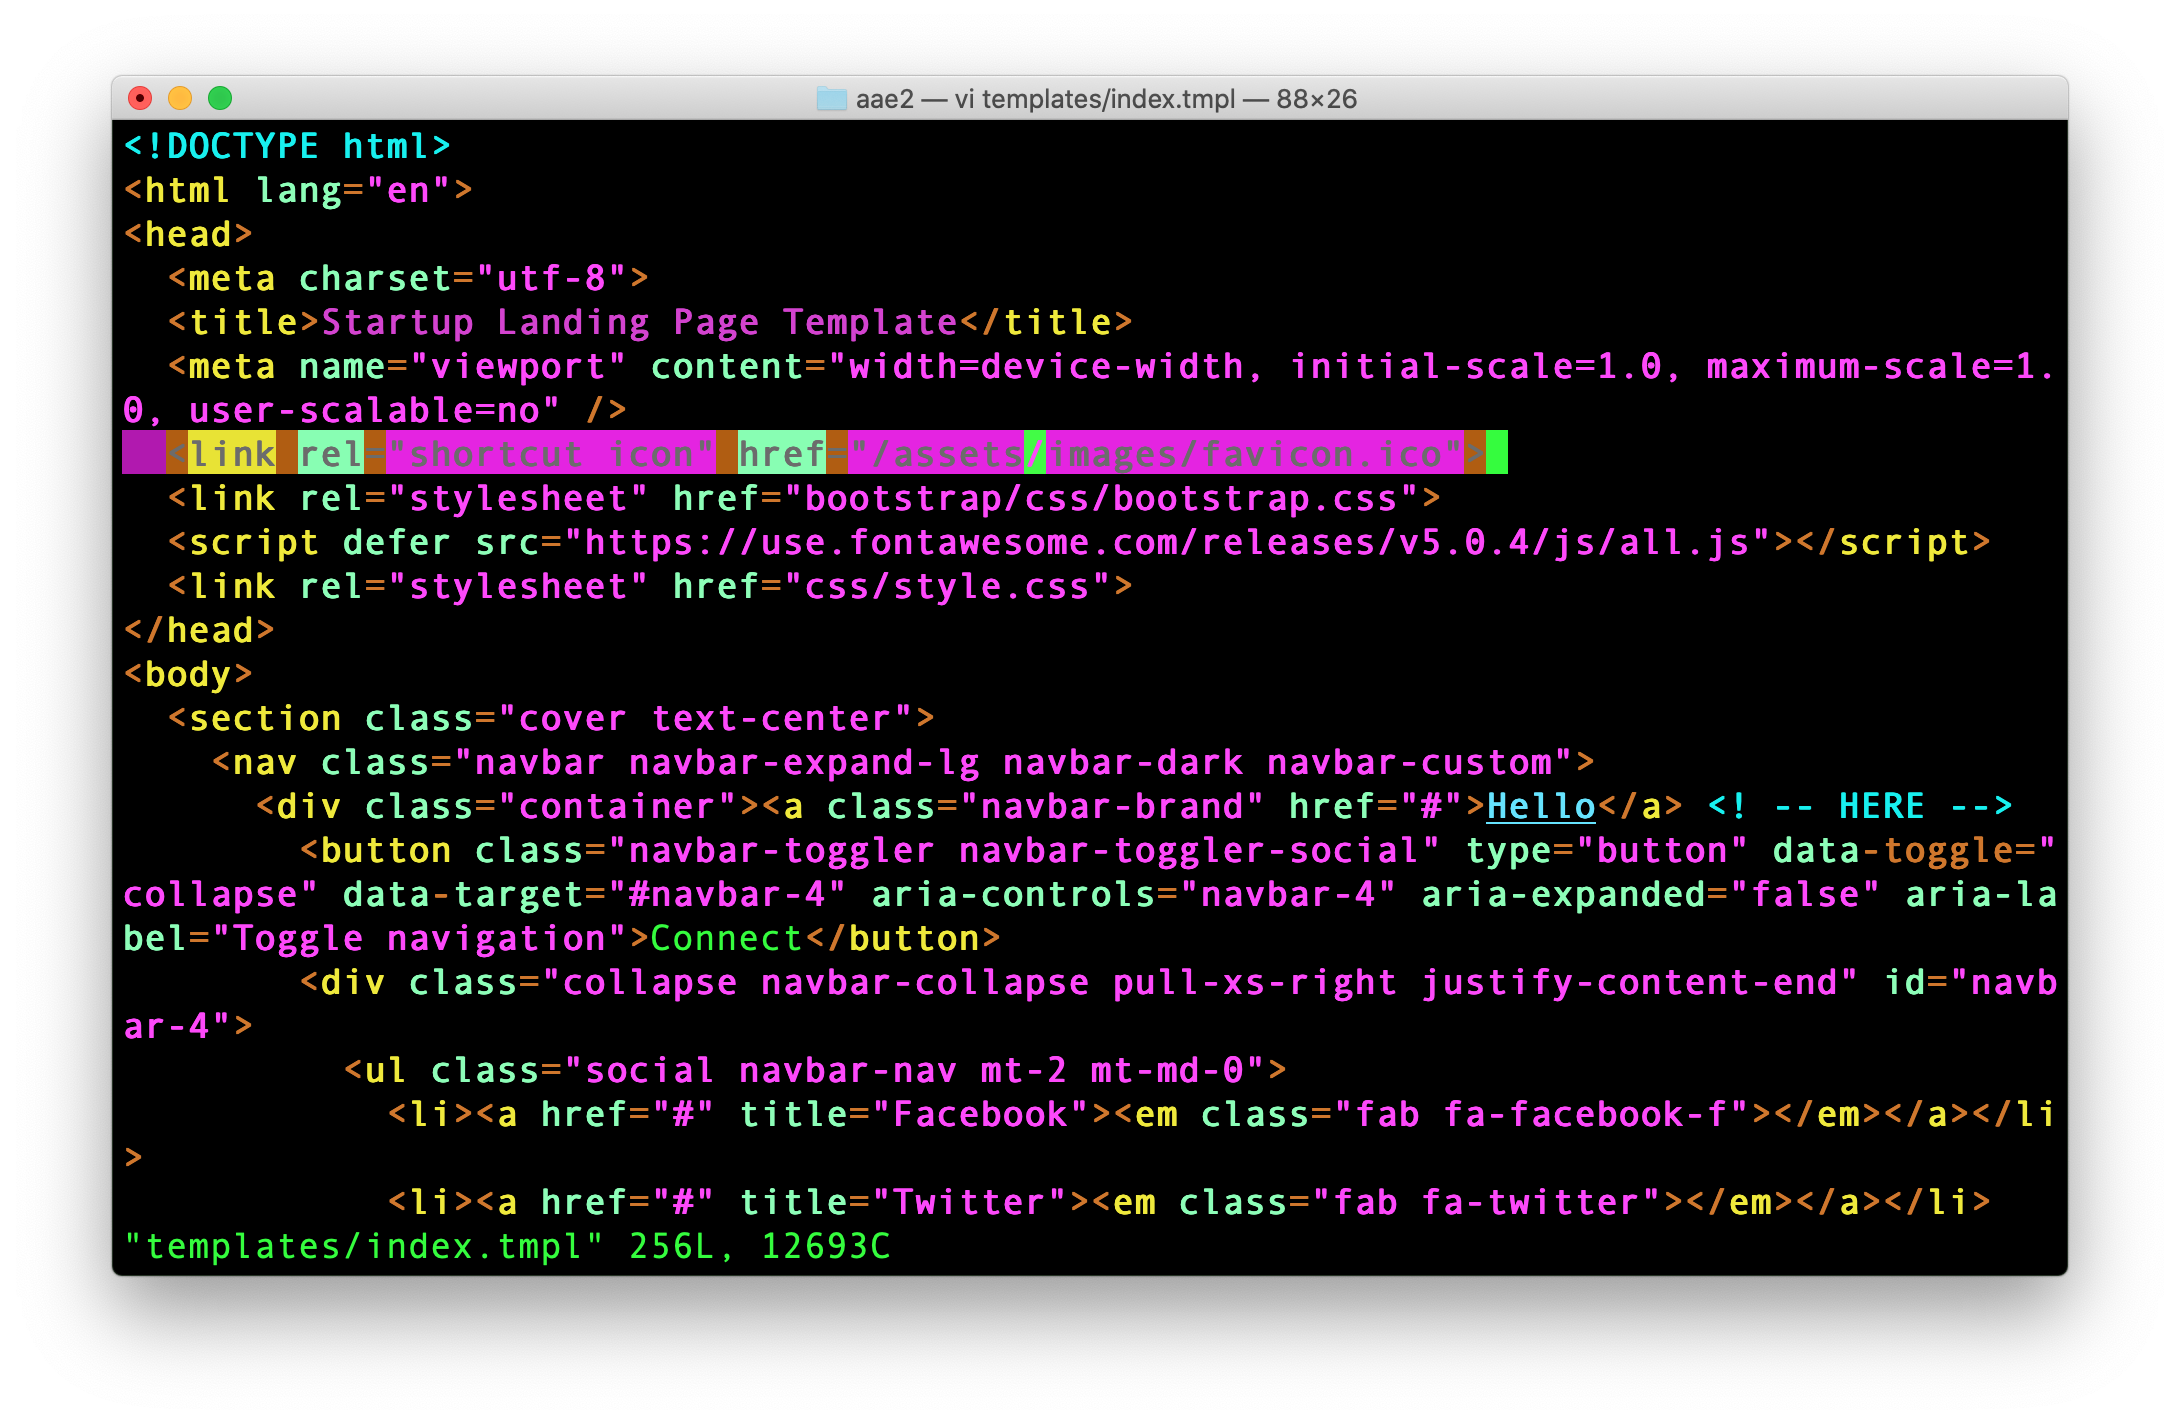 aae2 — vi templates/index.tmpl — 88×26
<!DOCTYPE html>
<html lang="en">
<head>
  <meta charset="utf-8">
  <title>Startup Landing Page Template</title>
  <meta name="viewport" content="width=device-width, initial-scale=1.0, maximum-scale=1.
0, user-scalable=no" />
  <link rel="shortcut icon" href="/assets/images/favicon.ico">
  <link rel="stylesheet" href="bootstrap/css/bootstrap.css">
  <script defer src="https://use.fontawesome.com/releases/v5.0.4/js/all.js"></script>
  <link rel="stylesheet" href="css/style.css">
</head>
<body>
  <section class="cover text-center">
    <nav class="navbar navbar-expand-lg navbar-dark navbar-custom">
      <div class="container"><a class="navbar-brand" href="#">Hello</a> <! -- HERE -->
        <button class="navbar-toggler navbar-toggler-social" type="button" data-toggle="
collapse" data-target="#navbar-4" aria-controls="navbar-4" aria-expanded="false" aria-la
bel="Toggle navigation">Connect</button>
        <div class="collapse navbar-collapse pull-xs-right justify-content-end" id="navb
ar-4">
          <ul class="social navbar-nav mt-2 mt-md-0">
            <li><a href="#" title="Facebook"><em class="fab fa-facebook-f"></em></a></li
>
            <li><a href="#" title="Twitter"><em class="fab fa-twitter"></em></a></li>
"templates/index.tmpl" 256L, 12693C